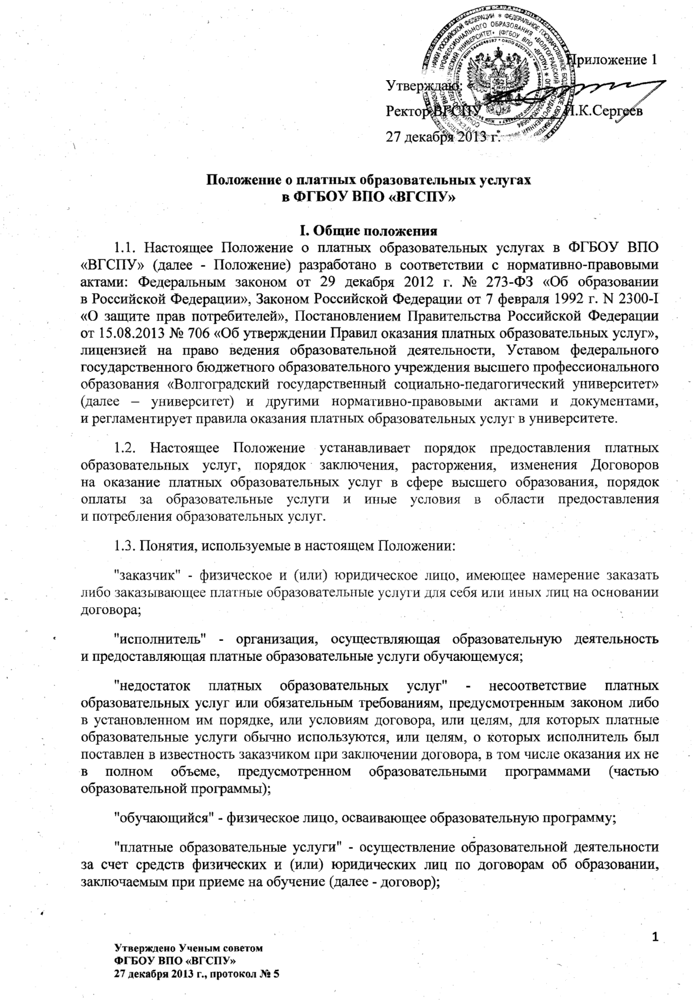 Приложение 1
Утверждаю:
Ректор ВГСПУ Н.К.Сергеев
27 декабря 2013 г.
Положение о платных образовательных услугах
в ФГБОУ ВПО «ВГСПУ»
I. Общие положения
1.1. Настоящее Положение о платных образовательных услугах в ФГБОУ ВПО
«ВГСПУ» (далее - Положение) разработано в соответствии с нормативно-правовыми
актами: Федеральным законом от 29 декабря 2012 г. № 273-ФЗ «Об образовании
в Российской Федерации», Законом Российской Федерации от 7 февраля 1992 г. N 2300-I
«О защите прав потребителей», Постановлением Правительства Российской Федерации
от 15.08.2013 № 706 «Об утверждении Правил оказания платных образовательных услуг»,
лицензией на право ведения образовательной деятельности, Уставом федерального
государственного бюджетного образовательного учреждения высшего профессионального
образования «Волгоградский государственный социально-педагогический университет»
(далее – университет) и другими нормативно-правовыми актами и документами,
и регламентирует правила оказания платных образовательных услуг в университете.
1.2. Настоящее Положение устанавливает порядок предоставления платных
образовательных услуг, порядок заключения, расторжения, изменения Договоров
на оказание платных образовательных услуг в сфере высшего образования, порядок
оплаты за образовательные услуги и иные условия в области предоставления
и потребления образовательных услуг.
1.3. Понятия, используемые в настоящем Положении:
"заказчик" - физическое и (или) юридическое лицо, имеющее намерение заказать
либо заказывающее платные образовательные услуги для себя или иных лиц на основании
договора;
"исполнитель" - организация, осуществляющая образовательную деятельность
и предоставляющая платные образовательные услуги обучающемуся;
"недостаток платных образовательных услуг" - несоответствие платных
образовательных услуг или обязательным требованиям, предусмотренным законом либо
в установленном им порядке, или условиям договора, или целям, для которых платные
образовательные услуги обычно используются, или целям, о которых исполнитель был
поставлен в известность заказчиком при заключении договора, в том числе оказания их не
в полном объеме, предусмотренном образовательными программами (частью
образовательной программы);
"обучающийся" - физическое лицо, осваивающее образовательную программу;
"платные образовательные услуги" - осуществление образовательной деятельности
за счет средств физических и (или) юридических лиц по договорам об образовании,
заключаемым при приеме на обучение (далее - договор);
1
Утверждено Ученым советом
ФГБОУ ВПО «ВГСПУ»
27 декабря 2013 г., протокол № 5